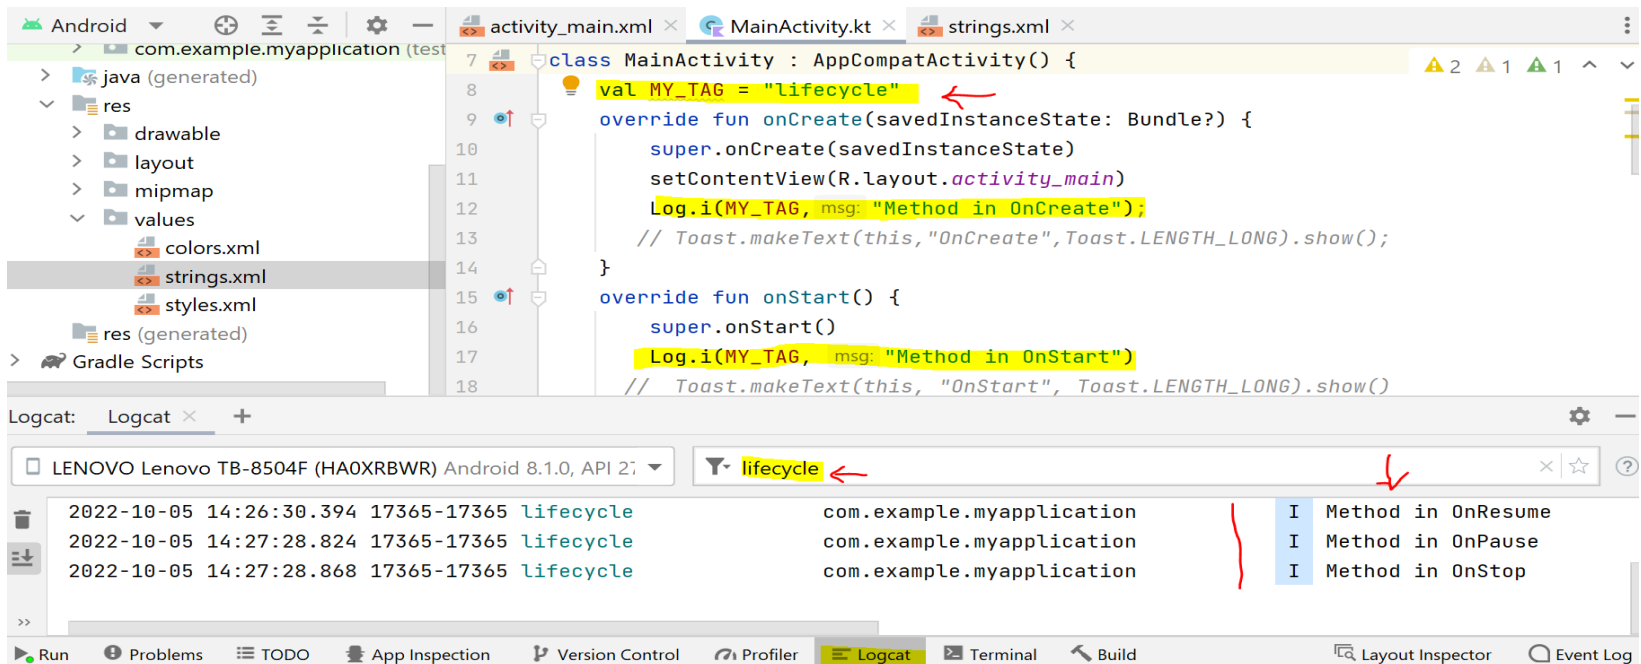 Android
activity_main.xml
MainActivity.kt
strings.xml
com.example.myapplication (test
java (generated)
res
drawable
layout
mipmap
values
colors.xml
strings.xml
styles.xml
res (generated)
Gradle Scripts
7 class MainActivity : AppCompatActivity() {
8 val MY_TAG = "lifecycle"
9 override fun onCreate(savedInstanceState: Bundle?) {
10 super.onCreate(savedInstanceState)
11 setContentView(R.layout.activity_main)
12 Log.i(MY_TAG, msg: "Method in OnCreate");
13 // Toast.makeText(this,"OnCreate",Toast.LENGTH_LONG).show();
14 }
15 override fun onStart() {
16 super.onStart()
17 Log.i(MY_TAG, msg: "Method in OnStart")
18 // Toast.makeText(this, "OnStart", Toast.LENGTH_LONG).show()
2 1 1
Logcat: Logcat
LENOVO Lenovo TB-8504F (HA0XRBWR) Android 8.1.0, API 27
lifecycle
2022-10-05 14:26:30.394 17365-17365 lifecycle com.example.myapplication I Method in OnResume
2022-10-05 14:27:28.824 17365-17365 lifecycle com.example.myapplication I Method in OnPause
2022-10-05 14:27:28.868 17365-17365 lifecycle com.example.myapplication I Method in OnStop
Run Problems TODO App Inspection Version Control Profiler Logcat Terminal Build Layout Inspector Event Log